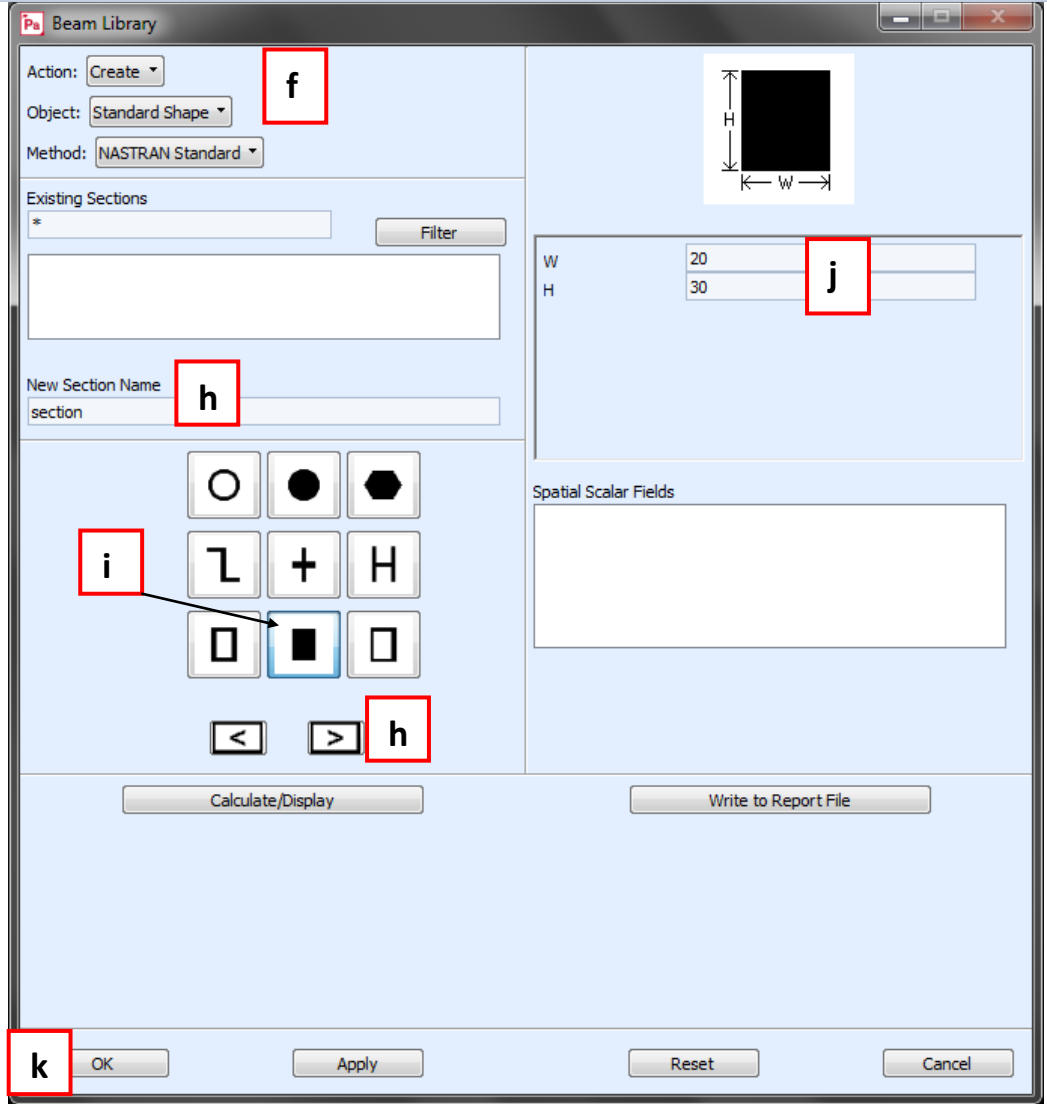 Pa Beam Library
Action: Create
f
Object: Standard Shape
Method: NASTRAN Standard
Existing Sections
*
Filter
New Section Name
h
section
i
<
>
h
H
W
W 20
H 30
j
Spatial Scalar Fields
Calculate/Display
Write to Report File
k
OK
Apply
Reset
Cancel